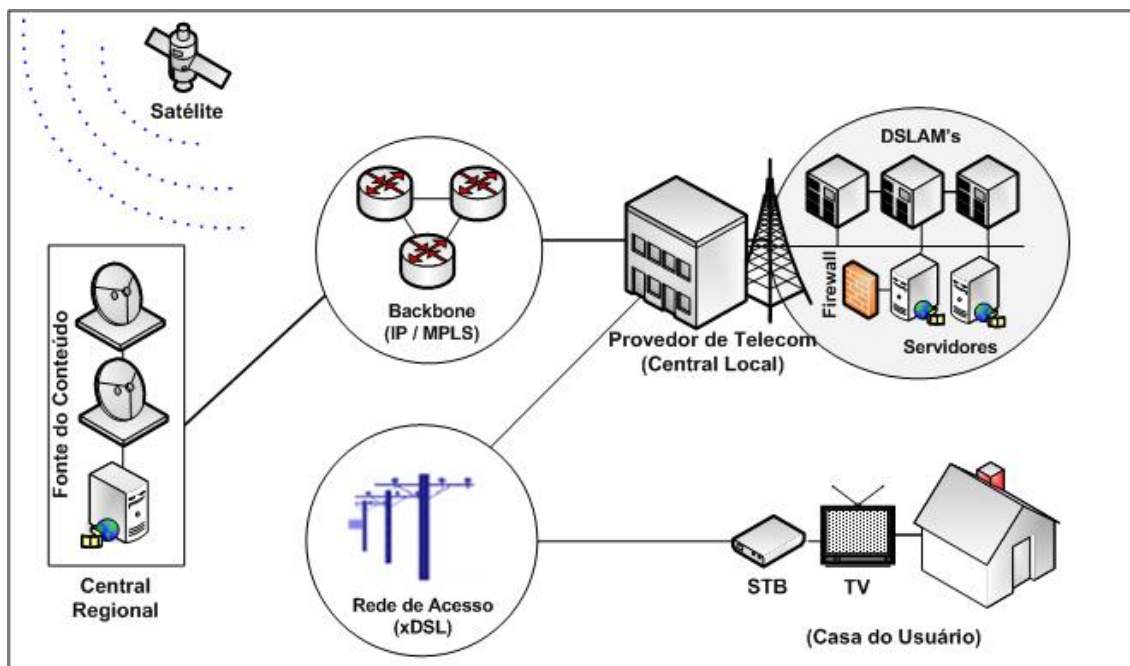 Satélite
Fonte do Conteúdo
Central
Regional
Backbone
(IP / MPLS)
Provedor de Telecom
(Central Local)
DSLAM's
Firewall
Servidores
Rede de Acesso
(xDSL)
STB
TV
(Casa do Usuário)